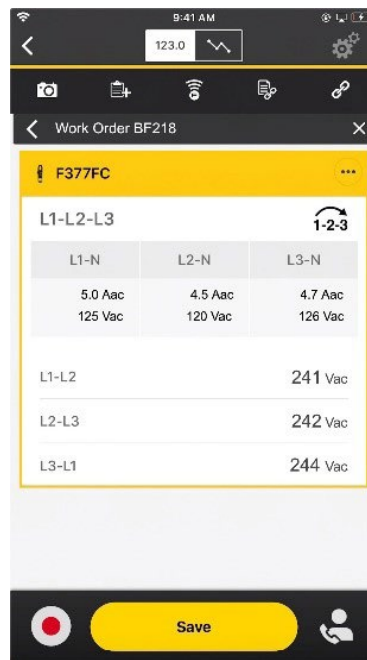 9:41 AM
123.0
Work Order BF218
F377FC
L1-L2-L3
1-2-3
L1-N L2-N L3-N
5.0 Aac 4.5 Aac 4.7 Aac
125 Vac 120 Vac 126 Vac
L1-L2 241 Vac
L2-L3 242 Vac
L3-L1 244 Vac
Save